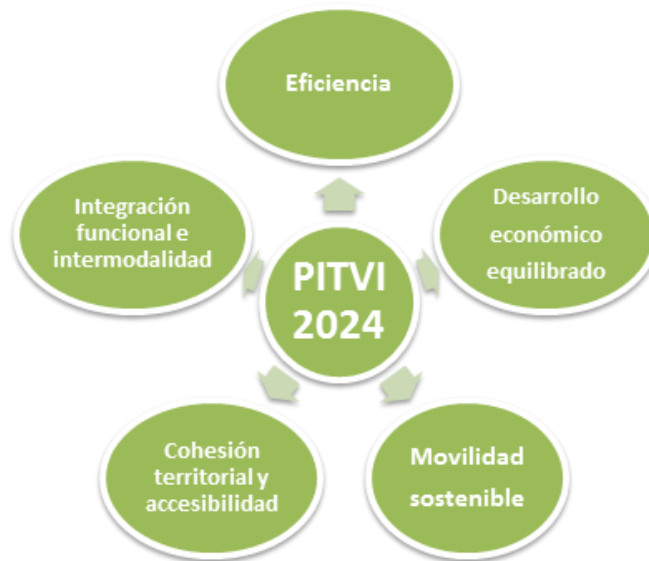 Eficiencia
Integración
funcional e
intermodalidad
Desarrollo
económico
equilibrado
PITVI
2024
Cohesión
territorial y
accesibilidad
Movilidad
sostenible